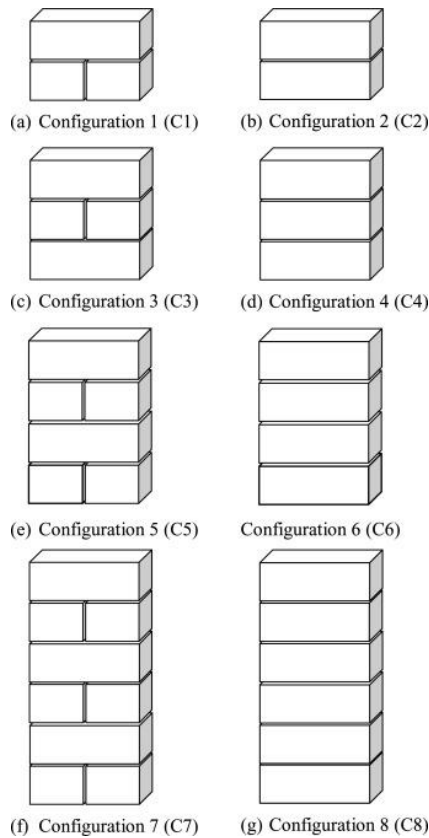 (a) Configuration 1 (C1)
(b) Configuration 2 (C2)
(c) Configuration 3 (C3)
(d) Configuration 4 (C4)
(e) Configuration 5 (C5)
Configuration 6 (C6)
(f) Configuration 7 (C7)
(g) Configuration 8 (C8)